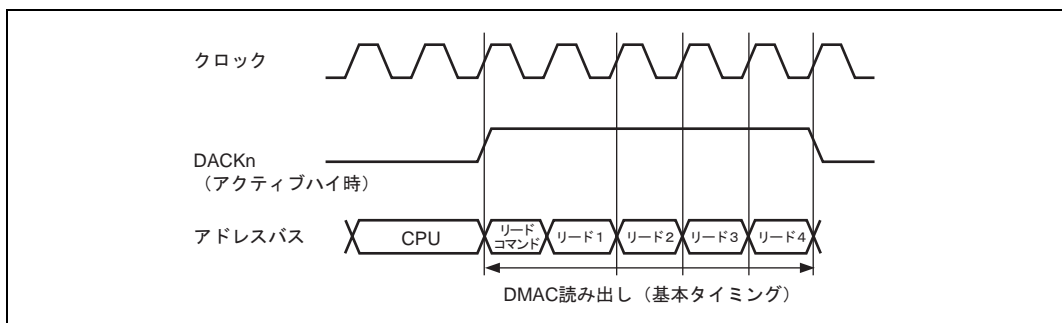 クロック
DACKn
（アクティブハイ時）
アドレスバス
CPU
リード
コマンド
リード1
リード2
リード3
リード4
DMAC読み出し（基本タイミング）